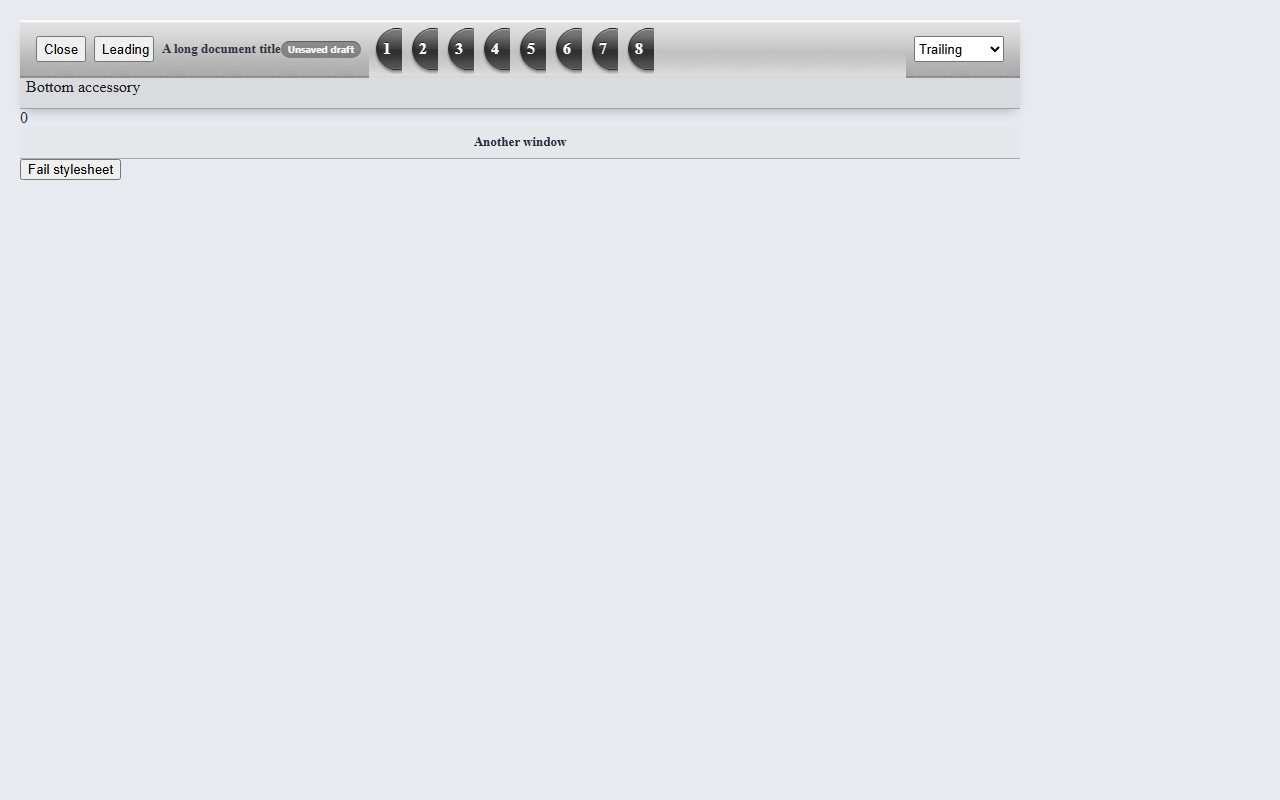 Close Leading A long document title Unsaved draft 1 2 3 4 5 6 7 8 Trailing
Bottom accessory
0
Another window
Fail stylesheet